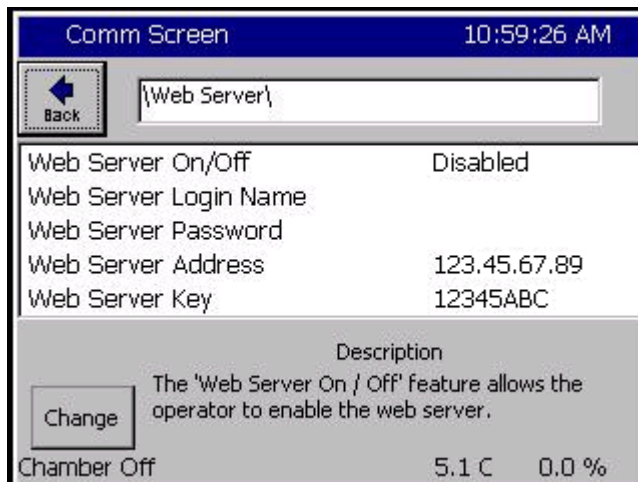 Comm Screen 10:59:26 AM
Back
\Web Server\
Web Server On/Off Disabled
Web Server Login Name
Web Server Password
Web Server Address 123.45.67.89
Web Server Key 12345ABC
Description
The 'Web Server On / Off' feature allows the
operator to enable the web server.
Change
Chamber Off 5.1 C 0.0 %